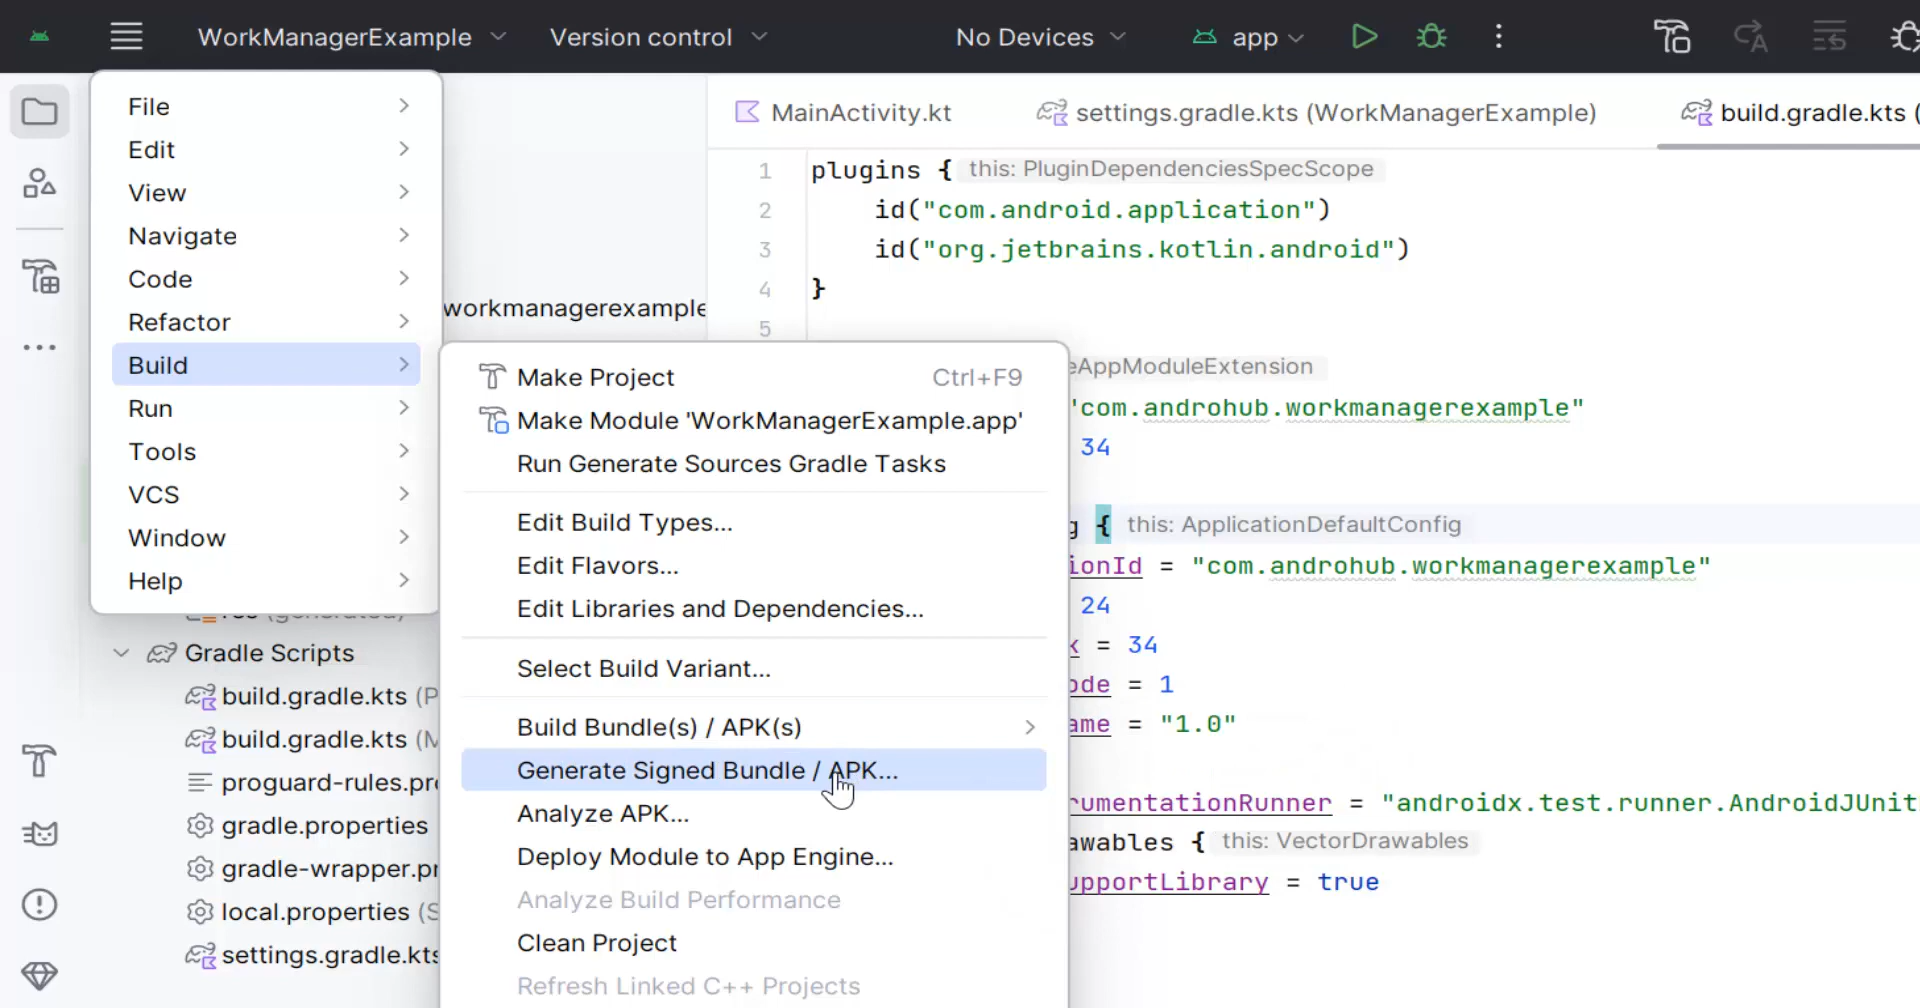 WorkManagerExample Version control No Devices app
File
Edit
View
Navigate
Code
Refactor
Build
Run
Tools
VCS
Window
Help
workmanagerexample
Gradle Scripts
build.gradle.kts (P
build.gradle.kts (M
proguard-rules.pr
gradle.properties
gradle-wrapper.pr
local.properties (S
settings.gradle.kts
Make Project Ctrl+F9
Make Module 'WorkManagerExample.app'
Run Generate Sources Gradle Tasks
Edit Build Types...
Edit Flavors...
Edit Libraries and Dependencies...
Select Build Variant...
Build Bundle(s) / APK(s)
Generate Signed Bundle / APK...
Analyze APK...
Deploy Module to App Engine...
Analyze Build Performance
Clean Project
Refresh Linked C++ Projects
MainActivity.kt settings.gradle.kts (WorkManagerExample) build.gradle.kts (
1 plugins { this: PluginDependenciesSpecScope
2 id("com.android.application")
3 id("org.jetbrains.kotlin.android")
4 }
5
eAppModuleExtension
"com.androhub.workmanagerexample"
34
g { this: ApplicationDefaultConfig
ionId = "com.androhub.workmanagerexample"
24
k = 34
ode = 1
ame = "1.0"
rumentationRunner = "androidx.test.runner.AndroidJUnit
awables { this: VectorDrawables
upportLibrary = true